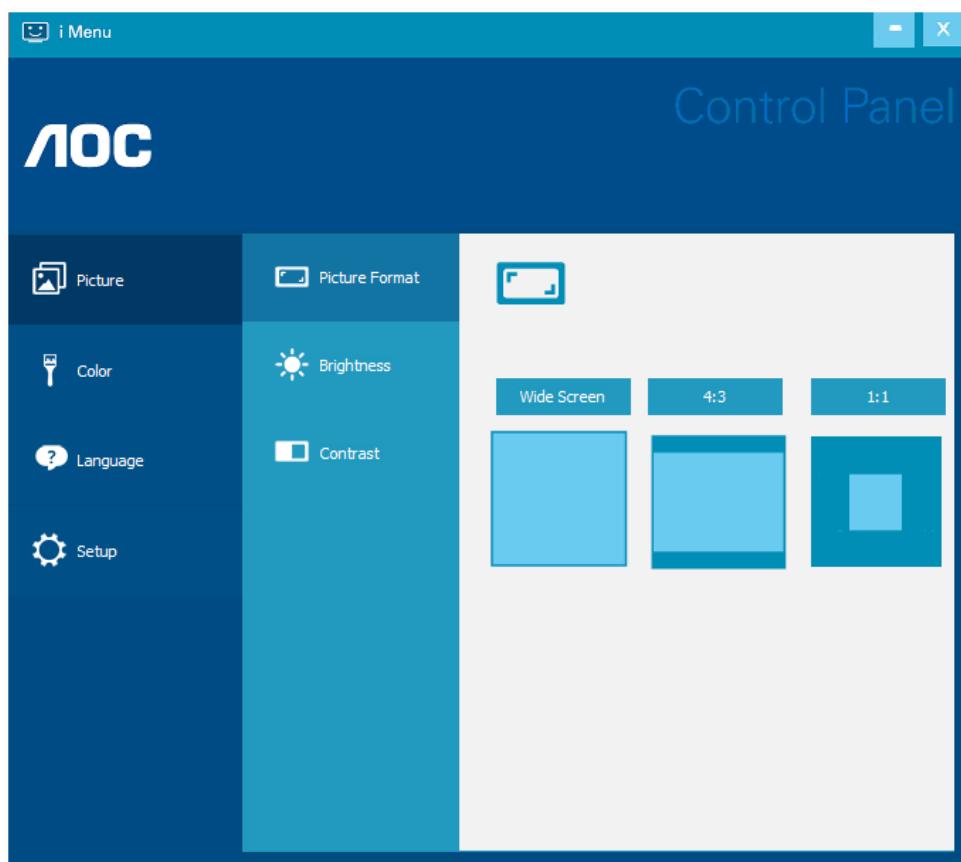 i Menu
- X
Control Panel
AOC
Picture
Color
Language
Setup
Picture Format
Brightness
Contrast
Wide Screen 4:3 1:1